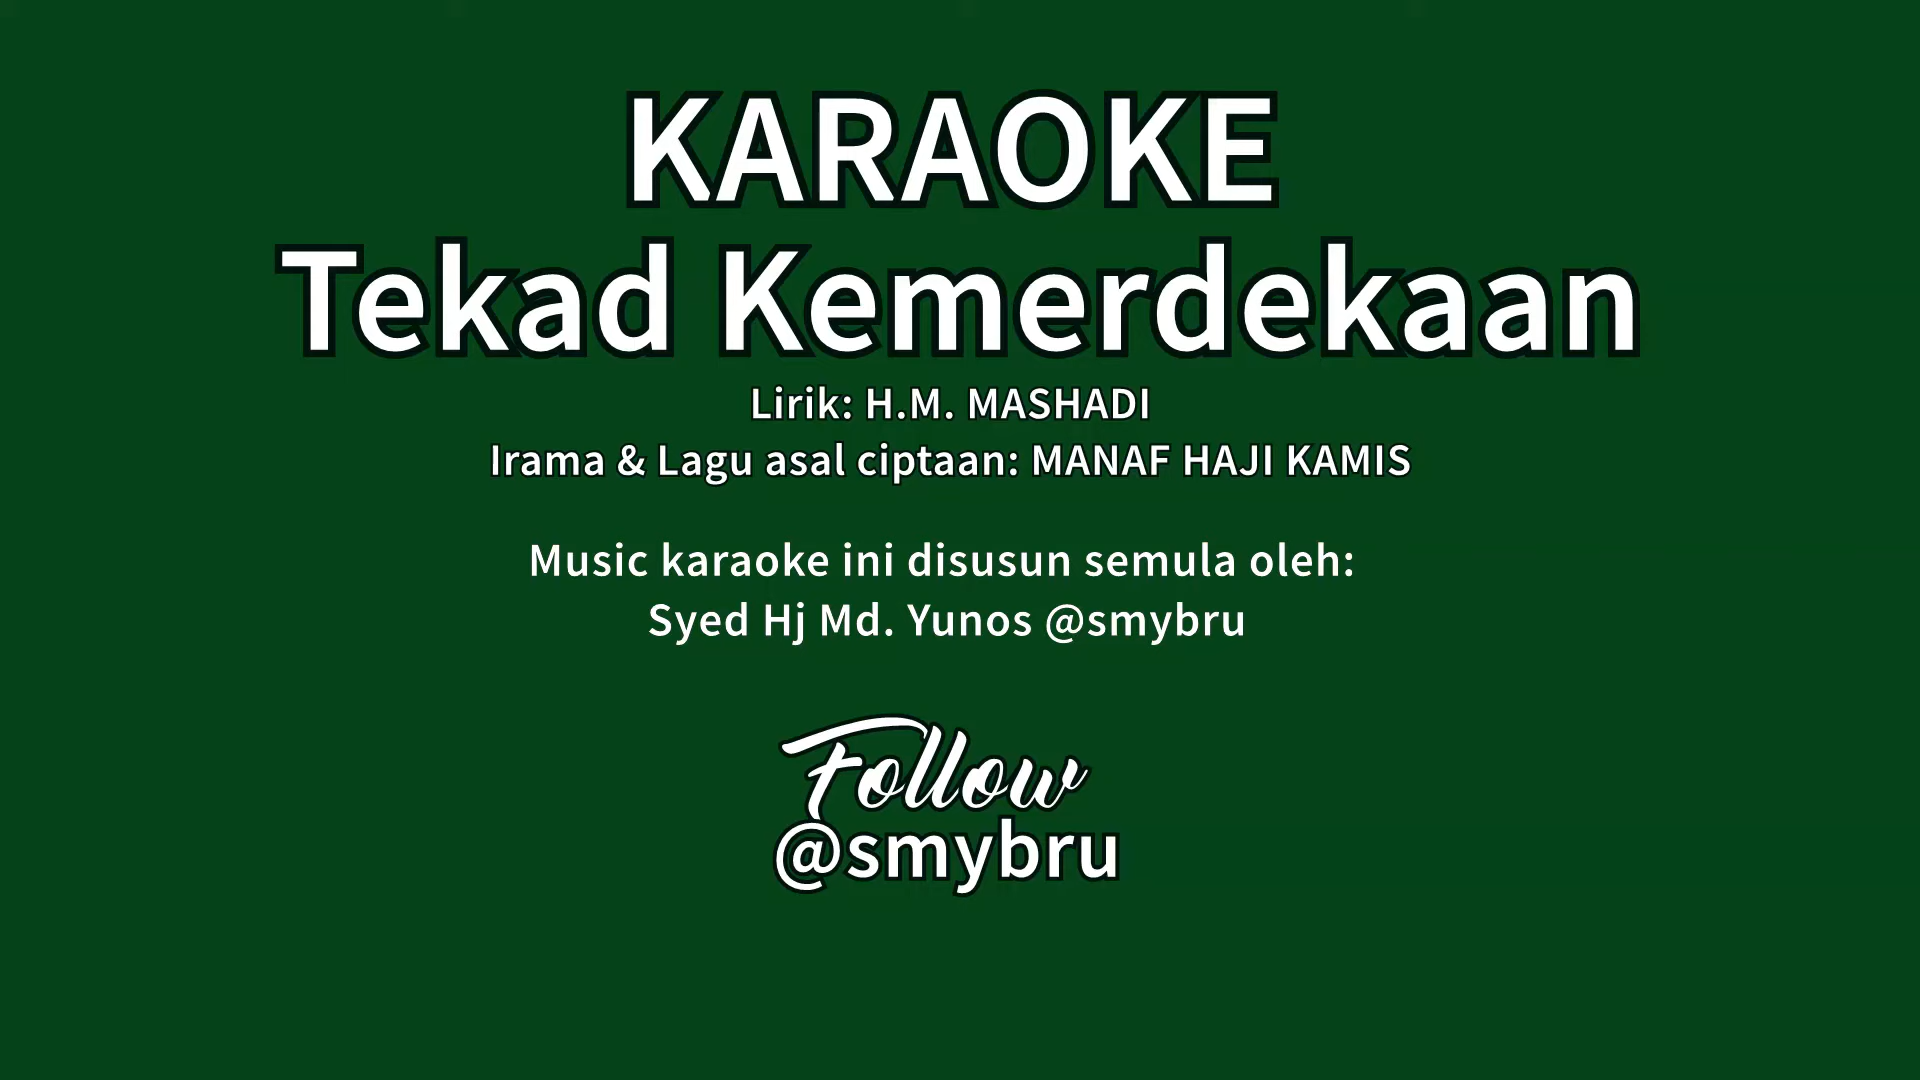 KARAOKE
Tekad Kemerdekaan
Lirik: H.M. MASHADI
Irama & Lagu asal ciptaan: MANAF HAJI KAMIS
Music karaoke ini disusun semula oleh:
Syed Hj Md. Yunos @smybru
Follow
@smybru